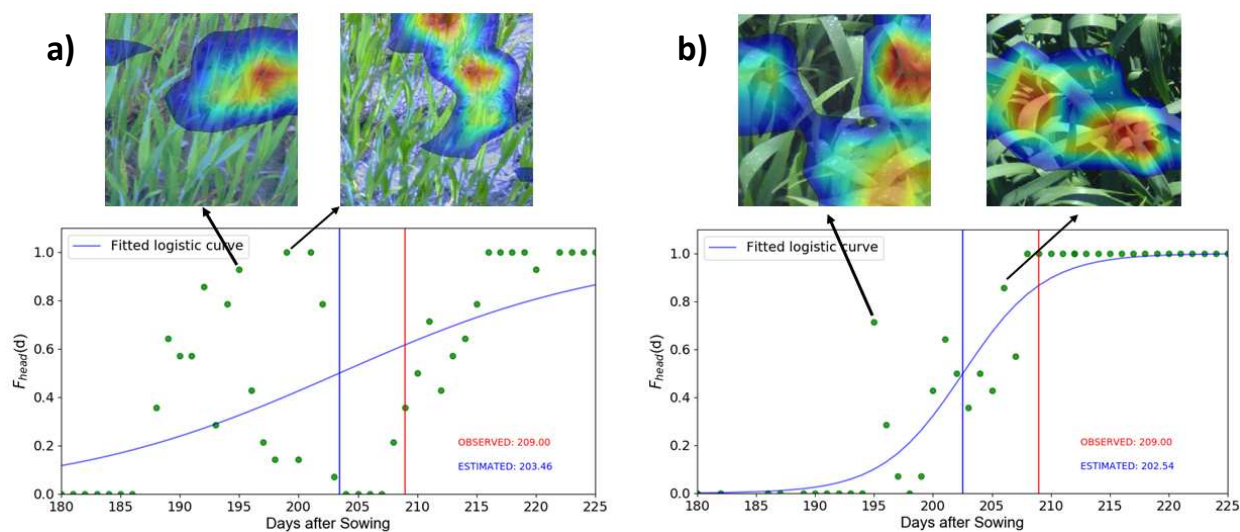 a)
b)
Fitted logistic curve
1.0
0.8
0.6
0.4
0.2
0.0
F_head(d)
OBSERVED: 209.00
ESTIMATED: 203.46
180 185 190 195 200 205 210 215 220 225
Days after Sowing
Fitted logistic curve
1.0
0.8
0.6
0.4
0.2
0.0
F_head(d)
OBSERVED: 209.00
ESTIMATED: 202.54
180 185 190 195 200 205 210 215 220 225
Days after Sowing